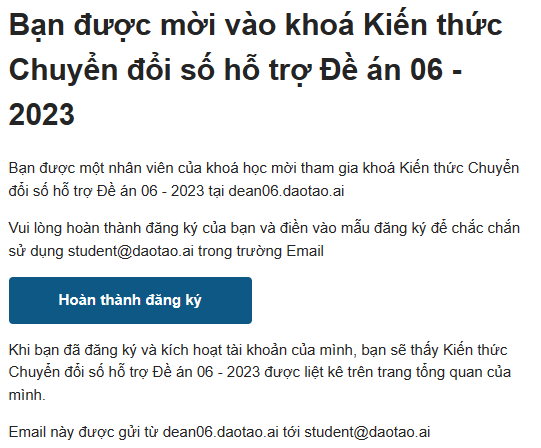 Bạn được mời vào khoá Kiến thức
Chuyển đổi số hỗ trợ Đề án 06 -
2023
Bạn được một nhân viên của khoá học mời tham gia khoá Kiến thức Chuyển
đổi số hỗ trợ Đề án 06 - 2023 tại dean06.daotao.ai
Vui lòng hoàn thành đăng ký của bạn và điền vào mẫu đăng ký để chắc chắn
sử dụng student@daotao.ai trong trường Email
Hoàn thành đăng ký
Khi bạn đã đăng ký và kích hoạt tài khoản của mình, bạn sẽ thấy Kiến thức
Chuyển đổi số hỗ trợ Đề án 06 - 2023 được liệt kê trên trang tổng quan của
mình.
Email này được gửi từ dean06.daotao.ai tới student@daotao.ai